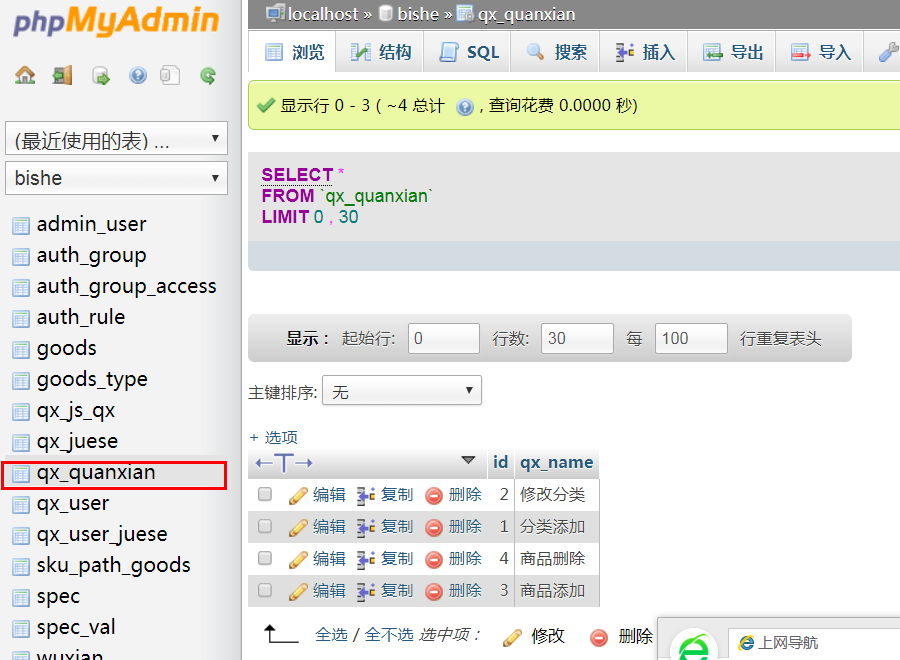 phpMyAdmin
(最近使用的表) ...
bishe
admin_user
auth_group
auth_group_access
auth_rule
goods
goods_type
qx_js_qx
qx_juese
qx_quanxian
qx_user
qx_user_juese
sku_path_goods
spec
spec_val
wuxian
localhost » bishe » qx_quanxian
浏览 结构 SQL 搜索 插入 导出 导入
显示行 0 - 3 ( ~4 总计 , 查询花费 0.0000 秒)
SELECT *
FROM `qx_quanxian`
LIMIT 0 , 30
显示 : 起始行: 0 行数: 30 每 100 行重复表头
主键排序: 无
+ 选项
←T→ id qx_name
编辑 复制 删除 2 修改分类
编辑 复制 删除 1 分类添加
编辑 复制 删除 4 商品删除
编辑 复制 删除 3 商品添加
全选 / 全不选 选中项 : 修改 删除
上网导航